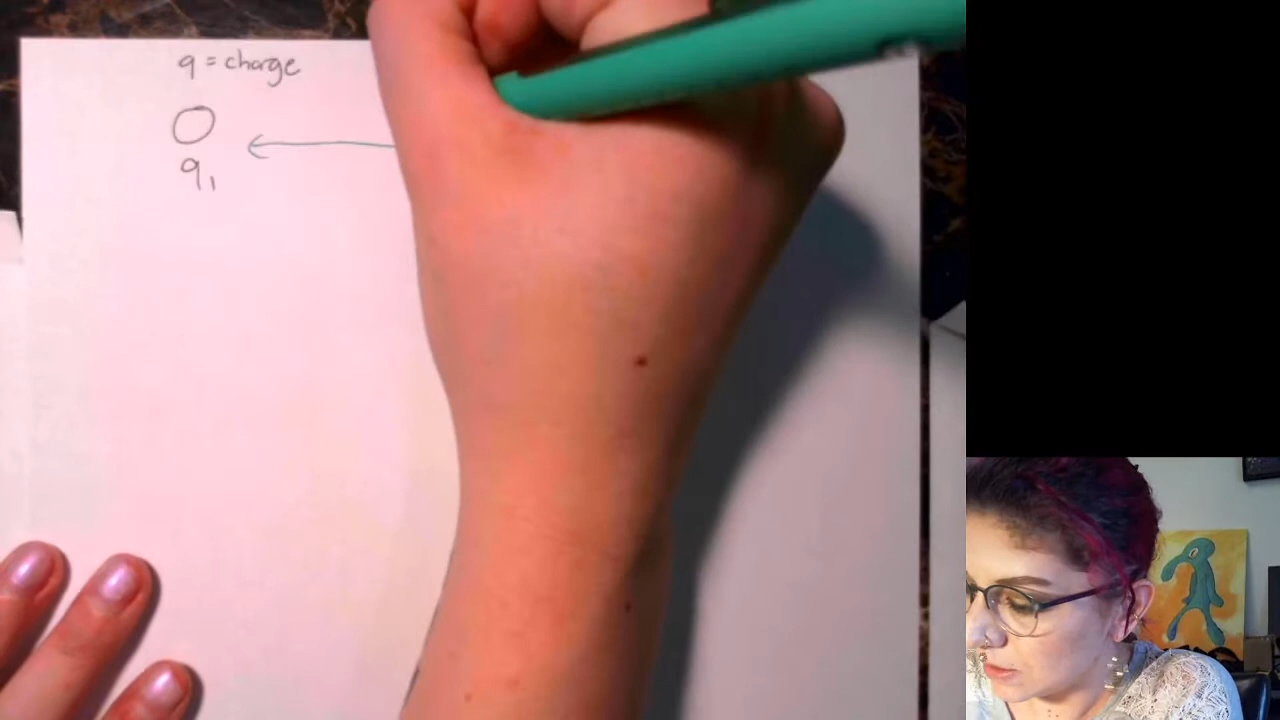 q = charge
q₁